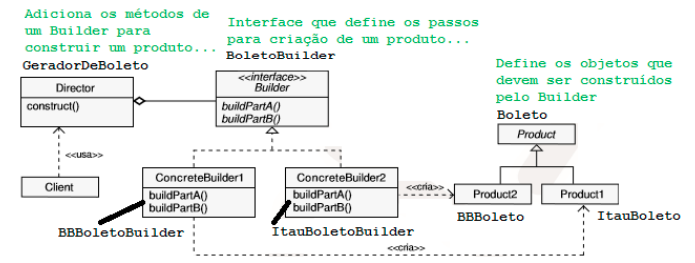 Adiciona os métodos de
um Builder para
construir um produto...
GeradorDeBoleto
Interface que define os passos
para criação de um produto...
BoletoBuilder
Define os objetos que
devem ser construídos
pelo Builder
Boleto
Director
construct()
<<interface>>
Builder
buildPartA()
buildPartB()
Product
<<usa>>
Client
ConcreteBuilder1
buildPartA()
buildPartB()
ConcreteBuilder2
buildPartA()
buildPartB()
<<cria>>
Product2
Product1
BBBoletoBuilder
ItauBoletoBuilder
BBBoleto
ItauBoleto
<<cria>>